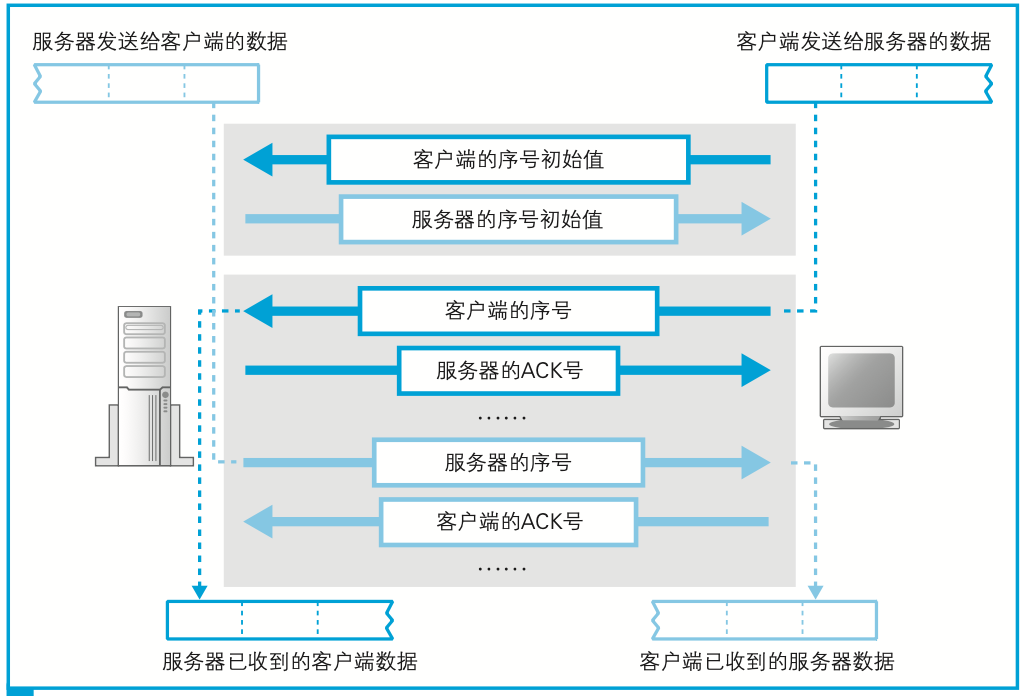 服务器发送给客户端的数据
客户端发送给服务器的数据
客户端的序号初始值
服务器的序号初始值
客户端的序号
服务器的ACK号
……
服务器的序号
客户端的ACK号
……
服务器已收到的客户端数据
客户端已收到的服务器数据